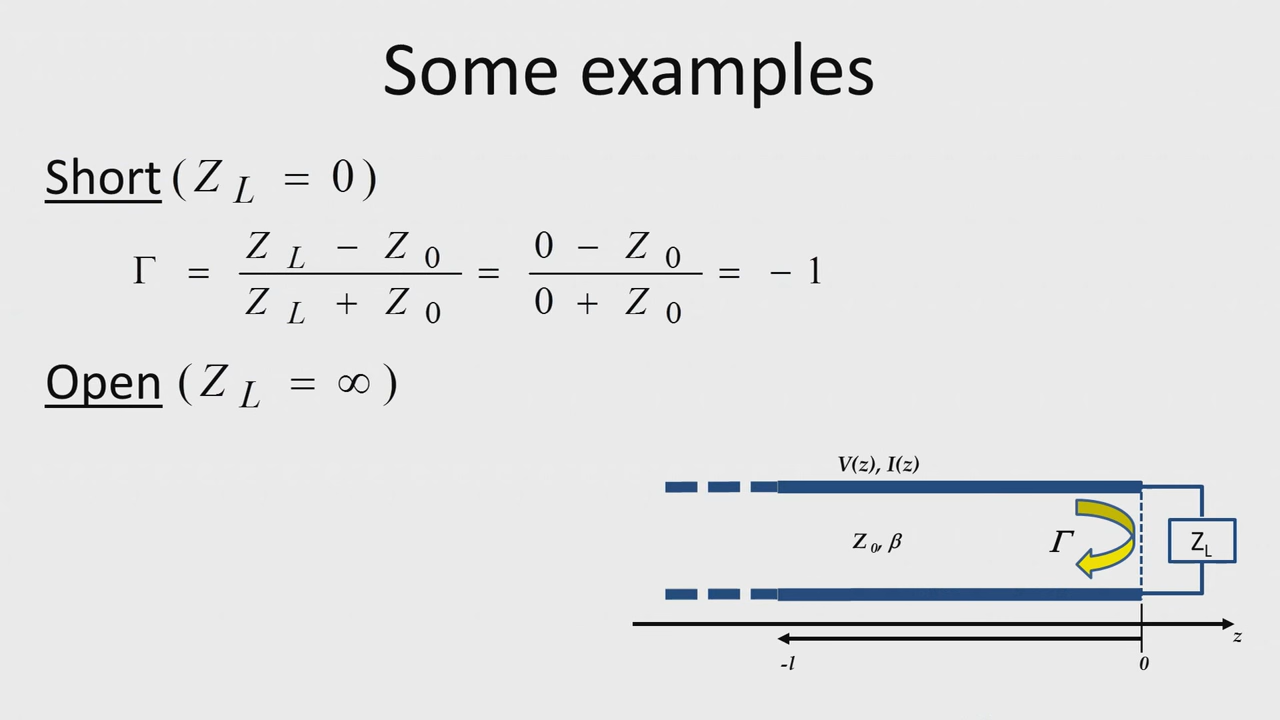 Some examples
Short (Z_L = 0)
Γ = (Z_L − Z_0)/(Z_L + Z_0) = (0 − Z_0)/(0 + Z_0) = −1
Open (Z_L = ∞)
V(z), I(z)
Z_0, β
Γ
Z_L
z
-l
0